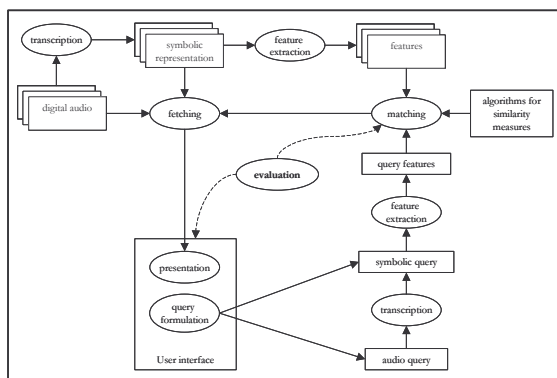 transcription
symbolic
representation
feature
extraction
features
digital audio
fetching
matching
algorithms for
similarity
measures
evaluation
query features
feature
extraction
presentation
symbolic query
query
formulation
transcription
User interface
audio query